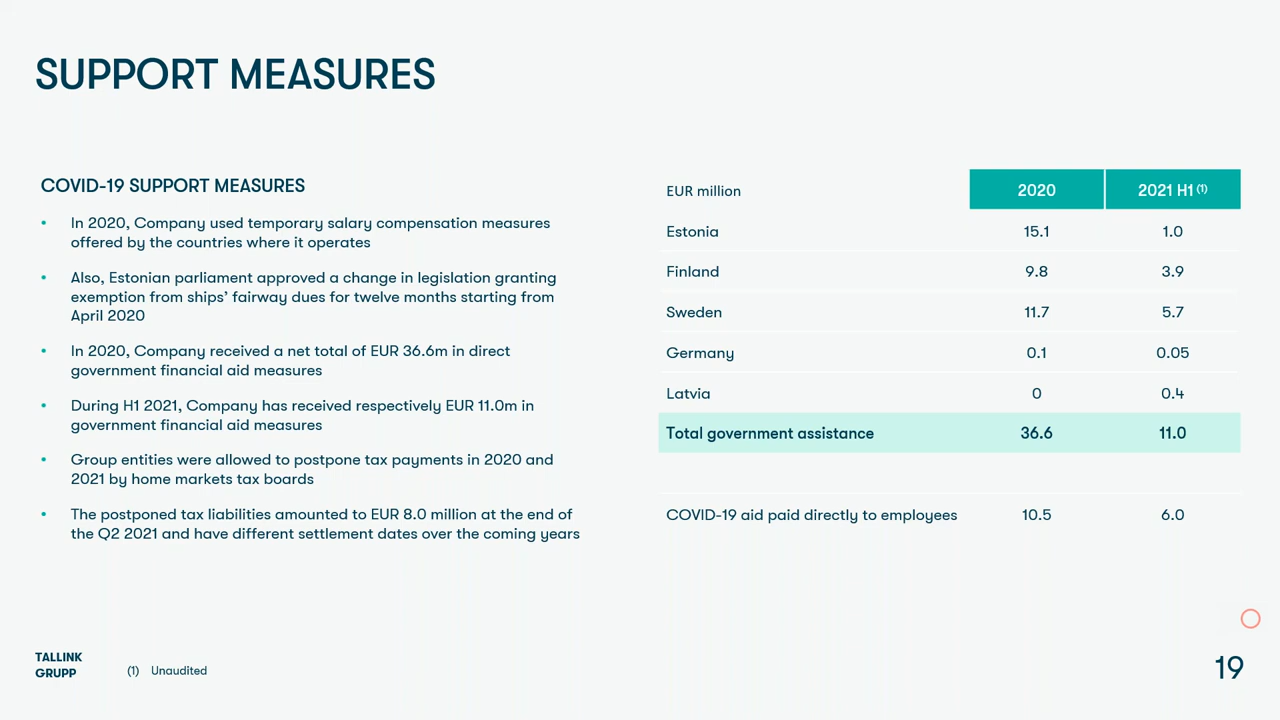 SUPPORT MEASURES
COVID-19 SUPPORT MEASURES
• In 2020, Company used temporary salary compensation measures
offered by the countries where it operates
• Also, Estonian parliament approved a change in legislation granting
exemption from ships’ fairway dues for twelve months starting from
April 2020
• In 2020, Company received a net total of EUR 36.6m in direct
government financial aid measures
• During H1 2021, Company has received respectively EUR 11.0m in
government financial aid measures
• Group entities were allowed to postpone tax payments in 2020 and
2021 by home markets tax boards
• The postponed tax liabilities amounted to EUR 8.0 million at the end of
the Q2 2021 and have different settlement dates over the coming years
EUR million 2020 2021 H1 (1)
Estonia 15.1 1.0
Finland 9.8 3.9
Sweden 11.7 5.7
Germany 0.1 0.05
Latvia 0 0.4
Total government assistance 36.6 11.0
COVID-19 aid paid directly to employees 10.5 6.0
TALLINK
GRUPP
(1) Unaudited
19